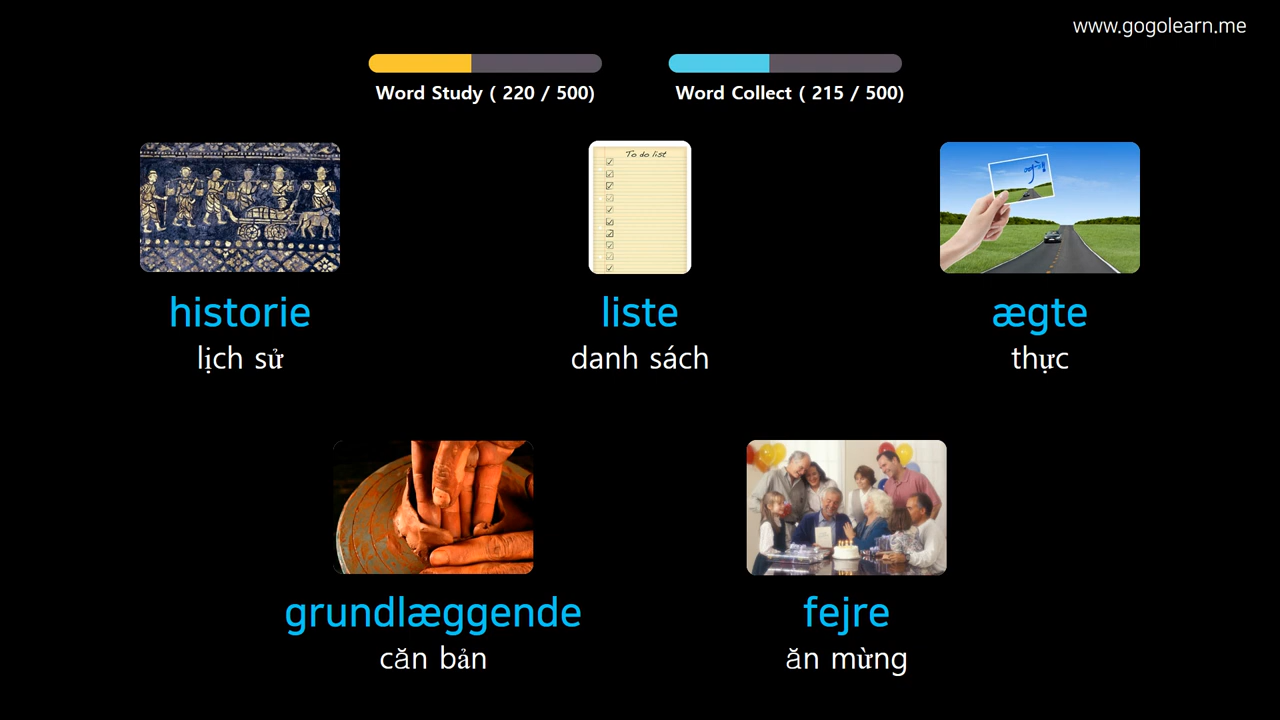 www.gogolearn.me
Word Study ( 220 / 500)
Word Collect ( 215 / 500)
To do list
historie
liste
ægte
lịch sử
danh sách
thực
grundlæggende
fejre
căn bản
ăn mừng